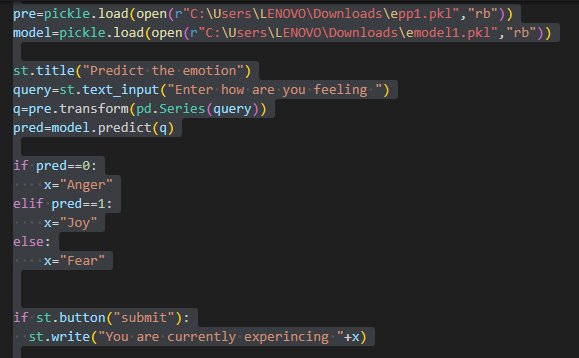 pre=pickle.load(open(r"C:\Users\LENOVO\Downloads\epp1.pkl","rb"))
model=pickle.load(open(r"C:\Users\LENOVO\Downloads\emodel1.pkl","rb"))
st.title("Predict the emotion")
query=st.text_input("Enter how are you feeling ")
q=pre.transform(pd.Series(query))
pred=model.predict(q)
if pred==0:
    x="Anger"
elif pred==1:
    x="Joy"
else:
    x="Fear"
if st.button("submit"):
  st.write("You are currently experincing "+x)